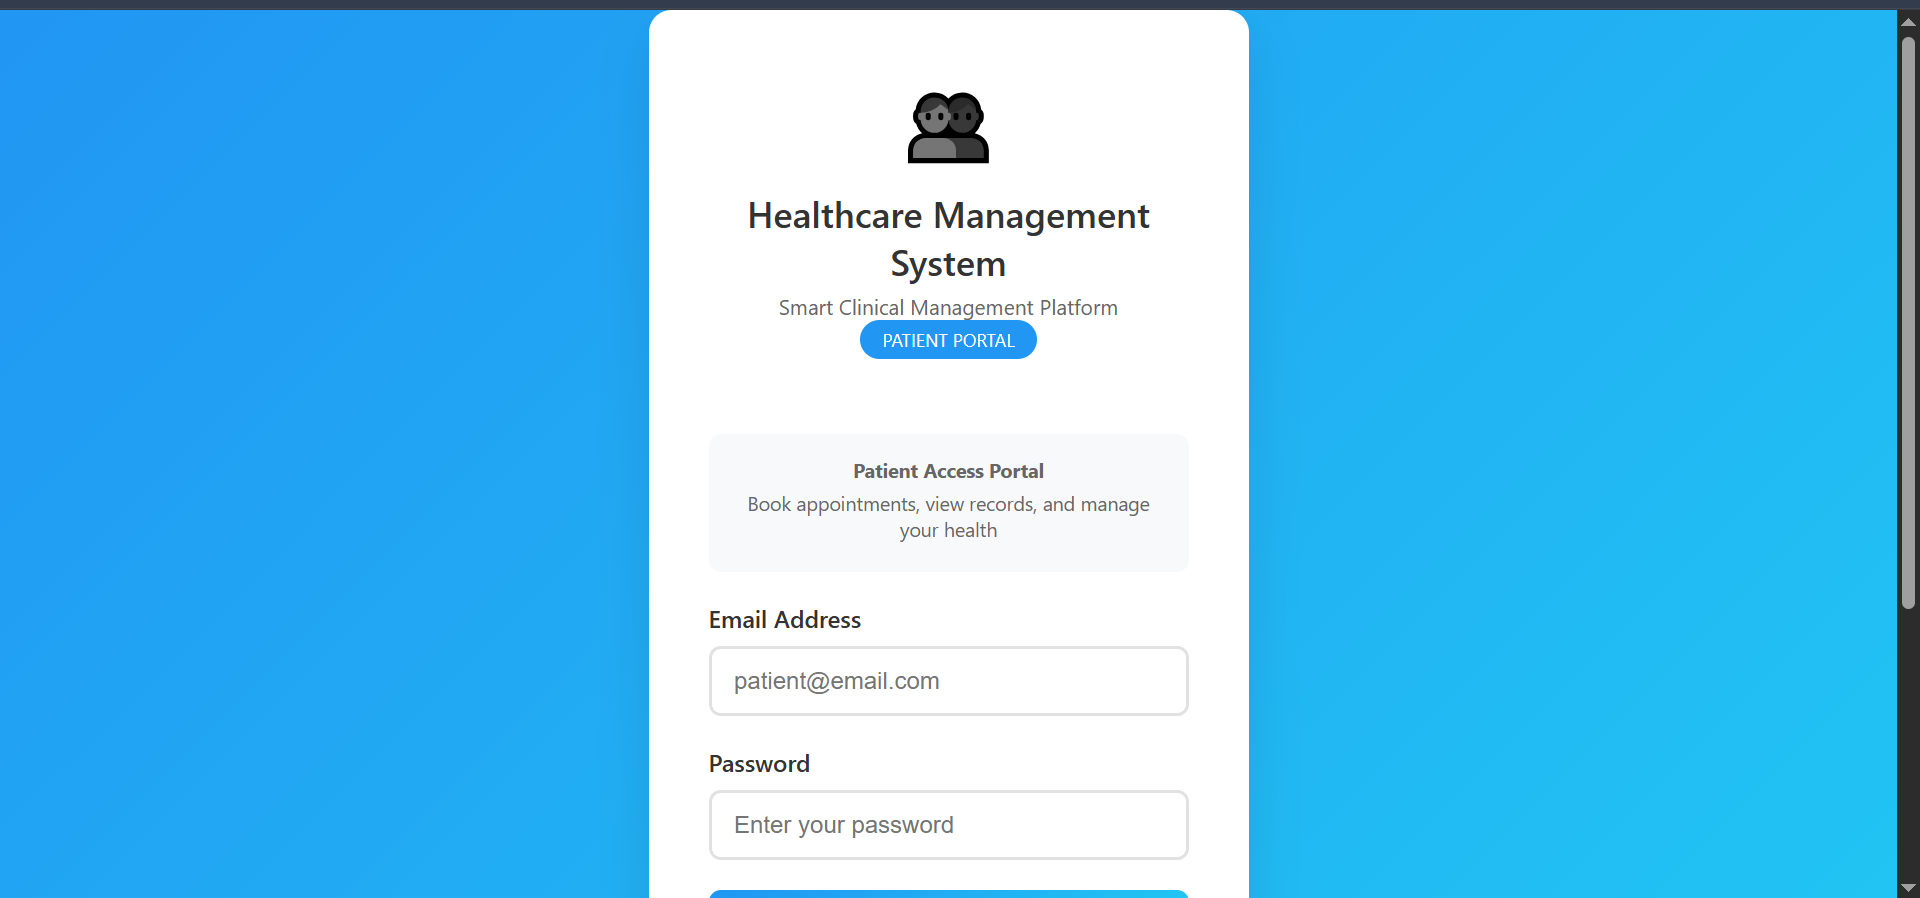 Healthcare Management
System
Smart Clinical Management Platform
PATIENT PORTAL
Patient Access Portal
Book appointments, view records, and manage
your health
Email Address
patient@email.com
Password
Enter your password